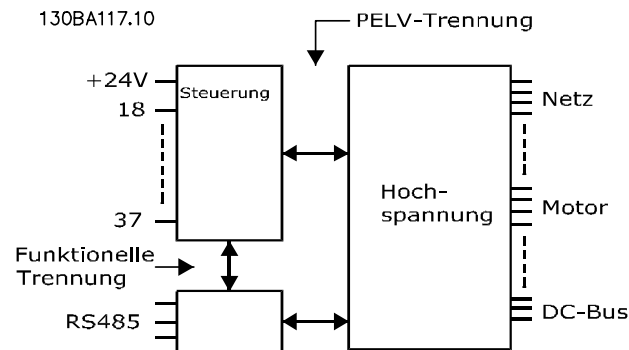 130BA117.10
PELV-Trennung
+24V
Steuerung
18
Netz
Hoch-
spannung
Motor
37
Funktionelle
Trennung
RS485
DC-Bus